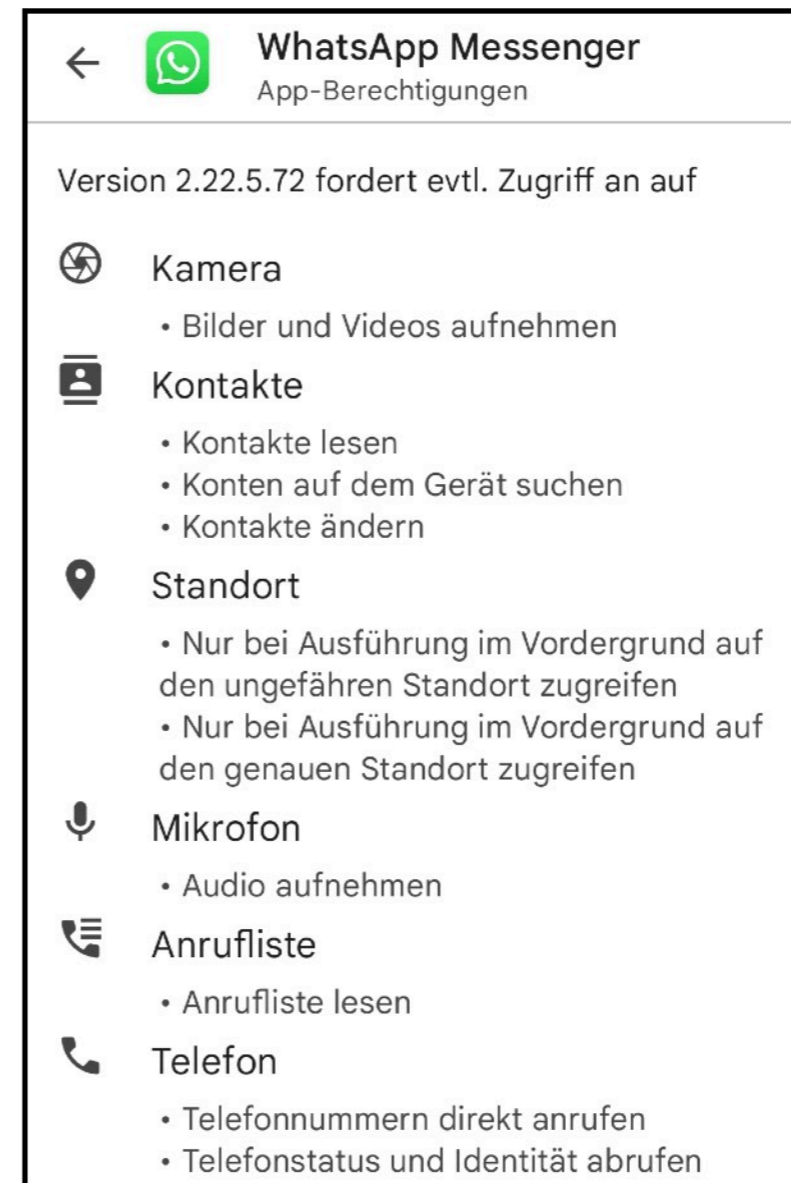 WhatsApp Messenger
App-Berechtigungen
Version 2.22.5.72 fordert evtl. Zugriff an auf
Kamera
• Bilder und Videos aufnehmen
Kontakte
• Kontakte lesen
• Konten auf dem Gerät suchen
• Kontakte ändern
Standort
• Nur bei Ausführung im Vordergrund auf
den ungefähren Standort zugreifen
• Nur bei Ausführung im Vordergrund auf
den genauen Standort zugreifen
Mikrofon
• Audio aufnehmen
Anrufliste
• Anrufliste lesen
Telefon
• Telefonnummern direkt anrufen
• Telefonstatus und Identität abrufen